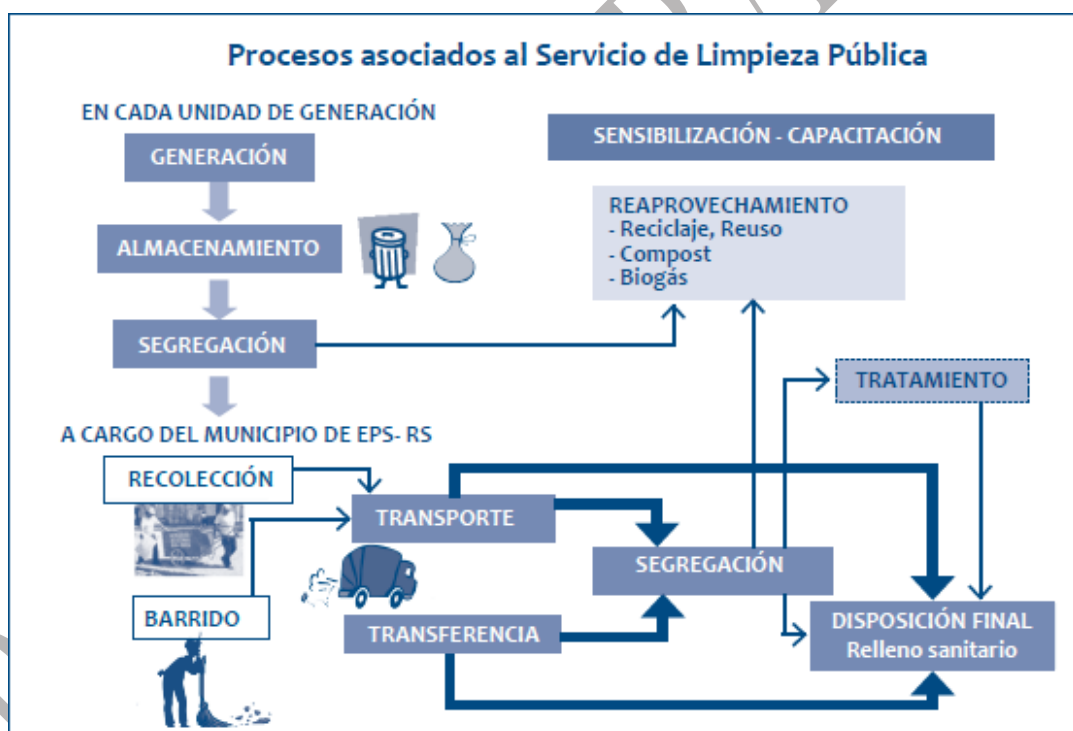 Procesos asociados al Servicio de Limpieza Pública
EN CADA UNIDAD DE GENERACIÓN
GENERACIÓN
ALMACENAMIENTO
SEGREGACIÓN
SENSIBILIZACIÓN - CAPACITACIÓN
REAPROVECHAMIENTO
- Reciclaje, Reuso
- Compost
- Biogás
TRATAMIENTO
A CARGO DEL MUNICIPIO DE EPS- RS
RECOLECCIÓN
TRANSPORTE
SEGREGACIÓN
BARRIDO
TRANSFERENCIA
DISPOSICIÓN FINAL
Relleno sanitario